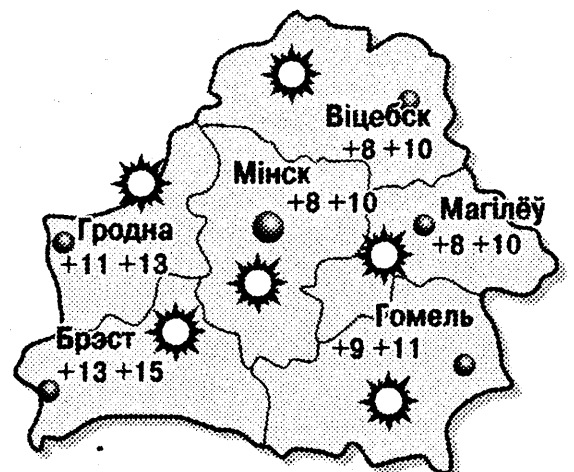 Віцебск
+8 +10
Мінск
+8 +10
Магілёў
+8 +10
Гродна
+11 +13
Гомель
+9 +11
Брэст
+13 +15